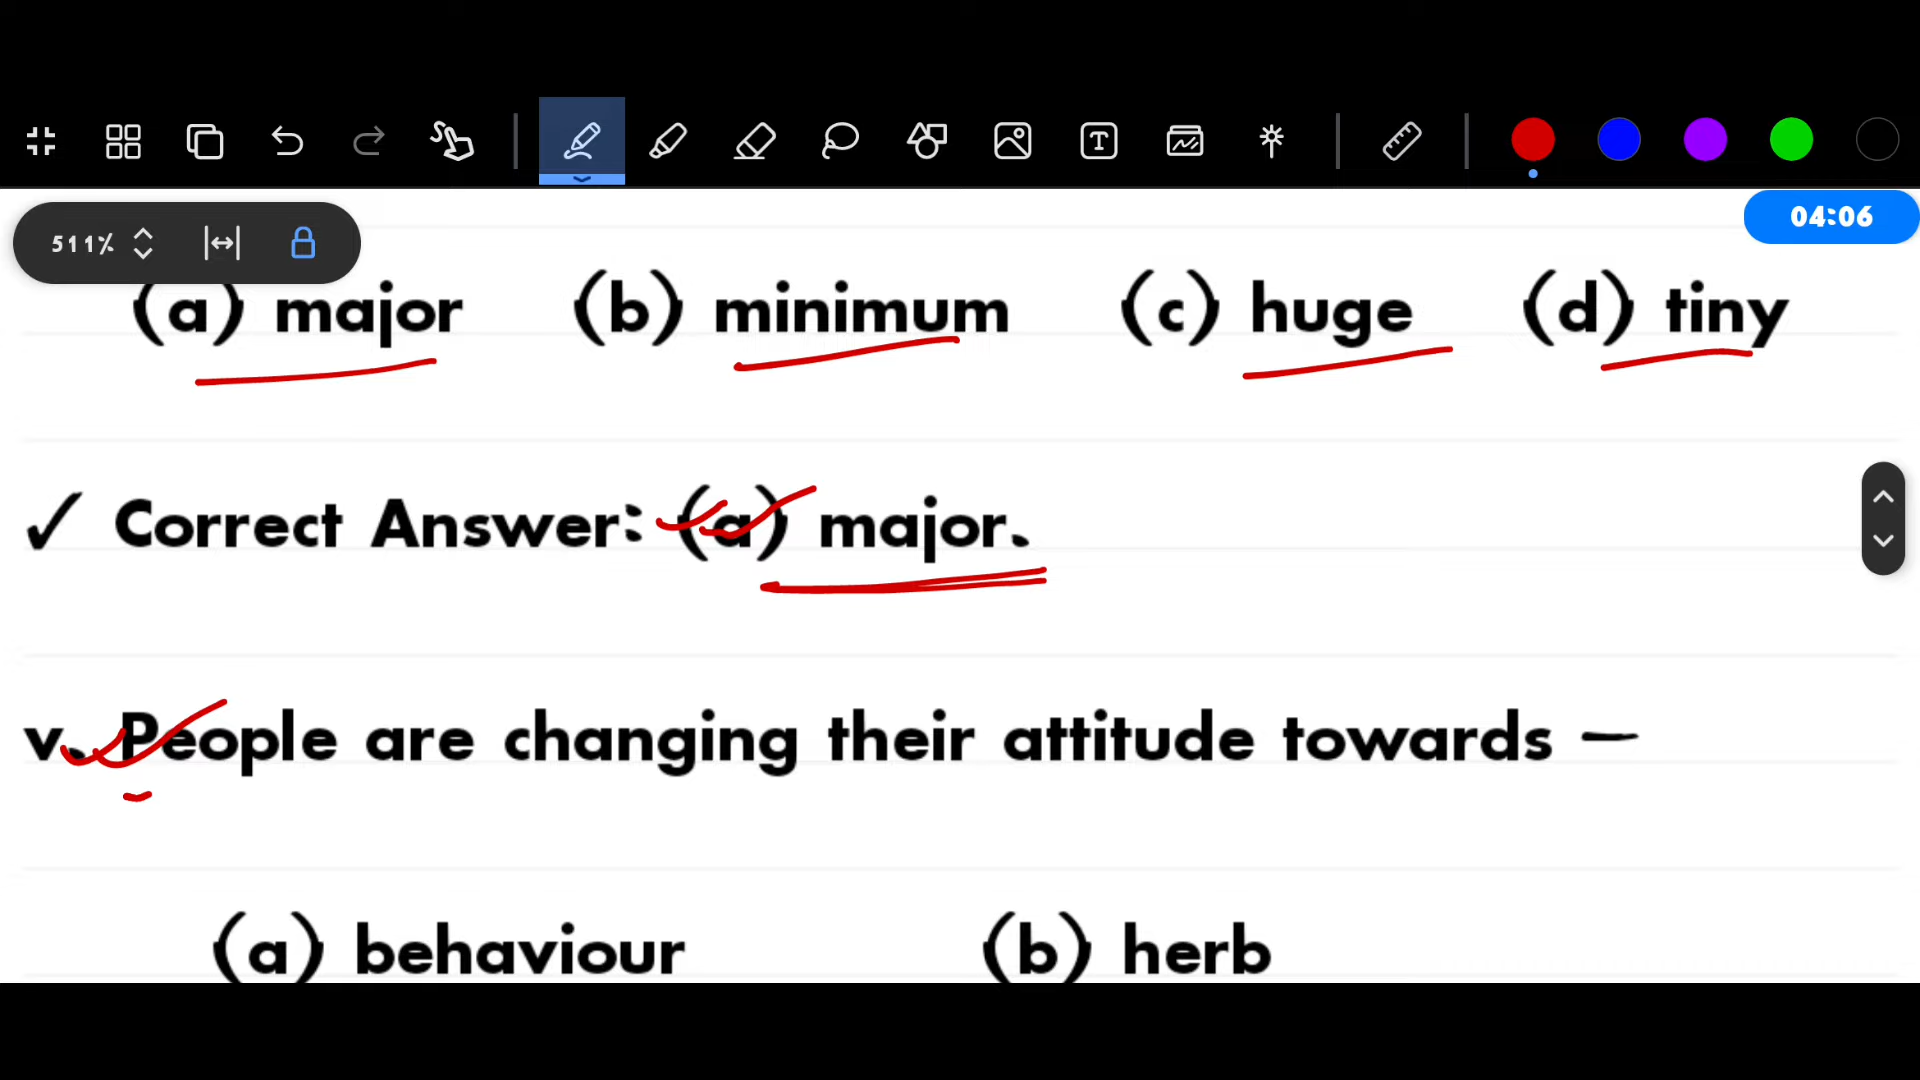 511%
04:06
(a) major (b) minimum (c) huge (d) tiny
✓ Correct Answer: (a) major.
v. People are changing their attitude towards —
(a) behaviour (b) herb